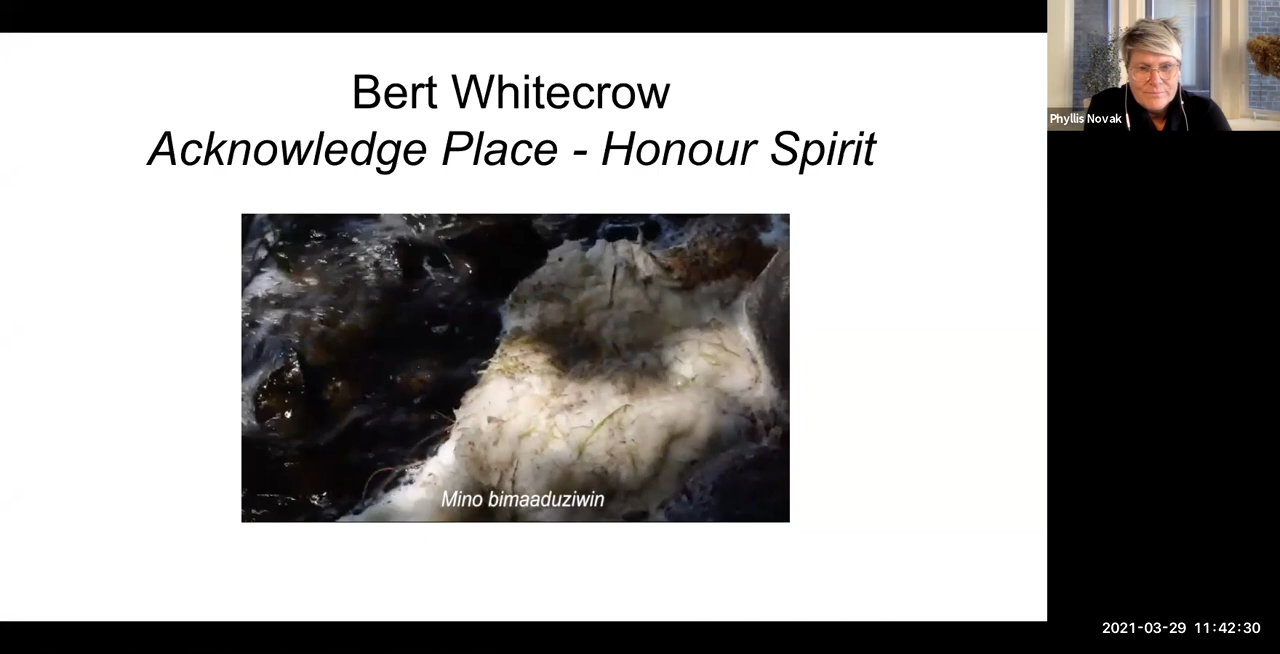 Bert Whitecrow
Acknowledge Place - Honour Spirit
Phyllis Novak
Mino bimaaduziwin
2021-03-29 11:42:30